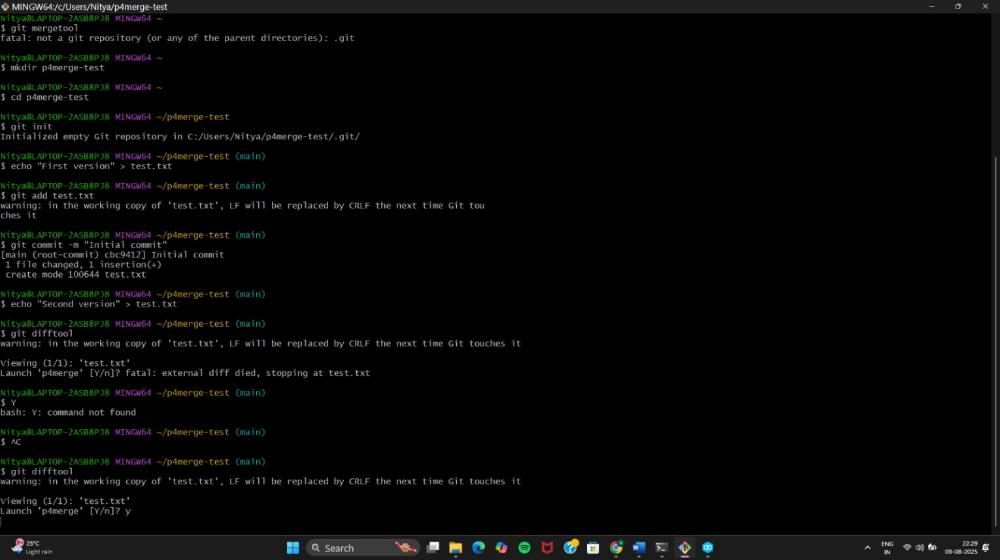 MINGW64:/c/Users/Nitya/p4merge-test
Nitya@LAPTOP-2ASB8PJ8 MINGW64 ~
$ git mergetool
fatal: not a git repository (or any of the parent directories): .git
Nitya@LAPTOP-2ASB8PJ8 MINGW64 ~
$ mkdir p4merge-test
Nitya@LAPTOP-2ASB8PJ8 MINGW64 ~
$ cd p4merge-test
Nitya@LAPTOP-2ASB8PJ8 MINGW64 ~/p4merge-test
$ git init
Initialized empty Git repository in C:/Users/Nitya/p4merge-test/.git/
Nitya@LAPTOP-2ASB8PJ8 MINGW64 ~/p4merge-test (main)
$ echo "First version" > test.txt
Nitya@LAPTOP-2ASB8PJ8 MINGW64 ~/p4merge-test (main)
$ git add test.txt
warning: in the working copy of 'test.txt', LF will be replaced by CRLF the next time Git tou
ches it
Nitya@LAPTOP-2ASB8PJ8 MINGW64 ~/p4merge-test (main)
$ git commit -m "Initial commit"
[main (root-commit) cbc9412] Initial commit
1 file changed, 1 insertion(+)
create mode 100644 test.txt
Nitya@LAPTOP-2ASB8PJ8 MINGW64 ~/p4merge-test (main)
$ echo "Second version" > test.txt
Nitya@LAPTOP-2ASB8PJ8 MINGW64 ~/p4merge-test (main)
$ git difftool
warning: in the working copy of 'test.txt', LF will be replaced by CRLF the next time Git touches it
Viewing (1/1): 'test.txt'
Launch 'p4merge' [Y/n]? fatal: external diff died, stopping at test.txt
Nitya@LAPTOP-2ASB8PJ8 MINGW64 ~/p4merge-test (main)
$ Y
bash: Y: command not found
Nitya@LAPTOP-2ASB8PJ8 MINGW64 ~/p4merge-test (main)
$ ^C
Nitya@LAPTOP-2ASB8PJ8 MINGW64 ~/p4merge-test (main)
$ git difftool
warning: in the working copy of 'test.txt', LF will be replaced by CRLF the next time Git touches it
Viewing (1/1): 'test.txt'
Launch 'p4merge' [Y/n]? y
25°C
Light rain
Search
ENG
IN
22:29
09-08-2025